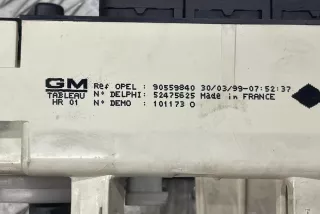 GM
TABLEAU
HR 01
Ref OPEL : 90559840 30/03/99-07:52:37
N° DELPHI: 52475625 Made in FRANCE
N° DEMO : 101173 0